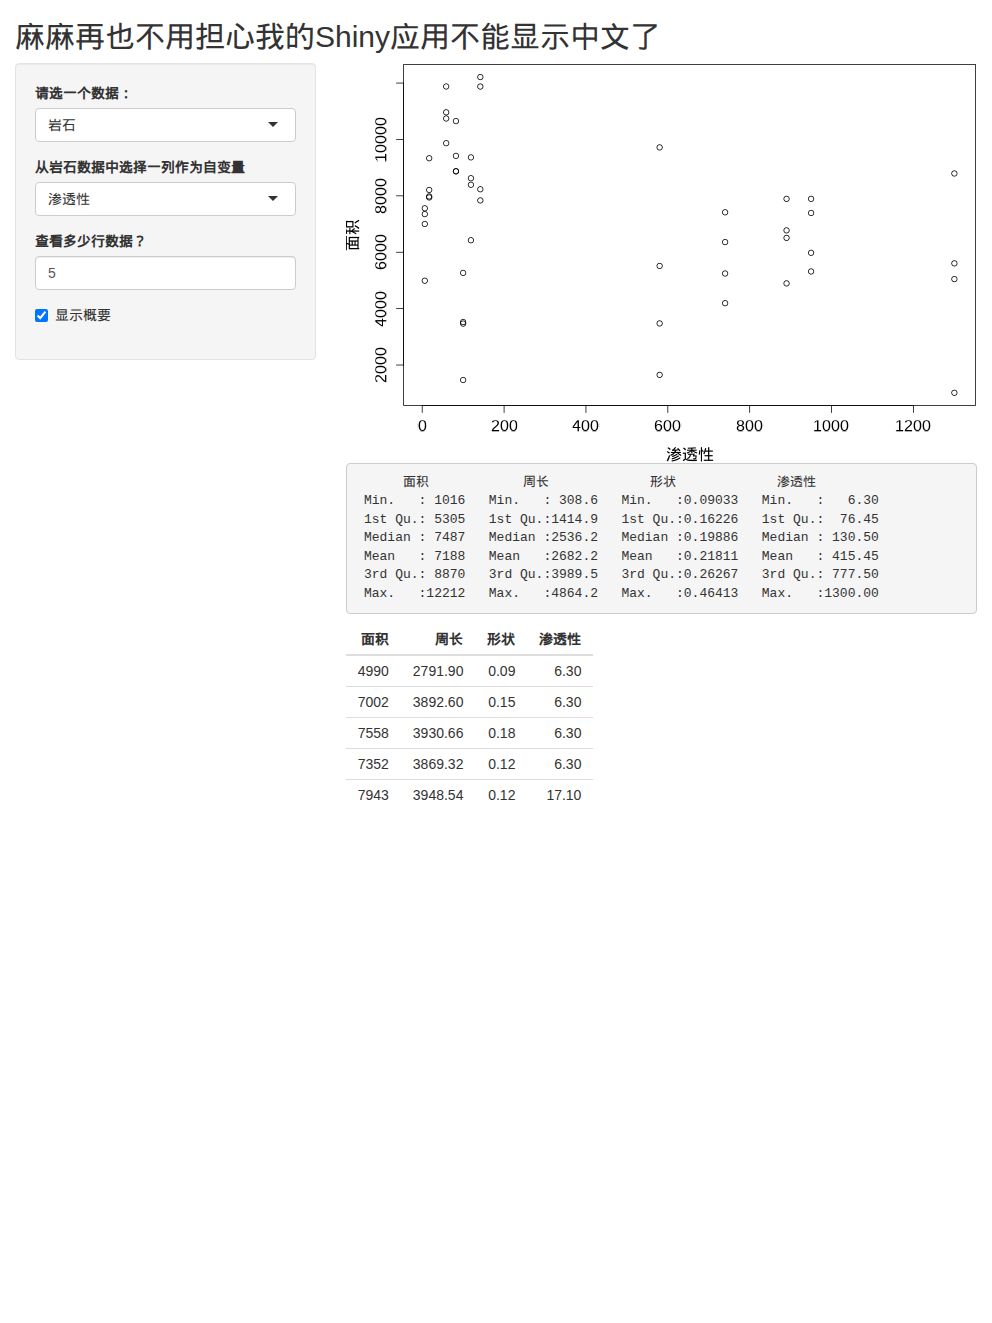 麻麻再也不用担心我的Shiny应用不能显示中文了
请选一个数据：
岩石
从岩石数据中选择一列作为自变量
渗透性
查看多少行数据？
5
显示概要
面积
2000 4000 6000 8000 10000
0 200 400 600 800 1000 1200
渗透性
面积 周长 形状 渗透性
Min.   : 1016   Min.   : 308.6   Min.   :0.09033   Min.   :   6.30
1st Qu.: 5305   1st Qu.:1414.9   1st Qu.:0.16226   1st Qu.:  76.45
Median : 7487   Median :2536.2   Median :0.19886   Median : 130.50
Mean   : 7188   Mean   :2682.2   Mean   :0.21811   Mean   : 415.45
3rd Qu.: 8870   3rd Qu.:3989.5   3rd Qu.:0.26267   3rd Qu.: 777.50
Max.   :12212   Max.   :4864.2   Max.   :0.46413   Max.   :1300.00
面积 周长 形状 渗透性
4990 2791.90 0.09 6.30
7002 3892.60 0.15 6.30
7558 3930.66 0.18 6.30
7352 3869.32 0.12 6.30
7943 3948.54 0.12 17.10